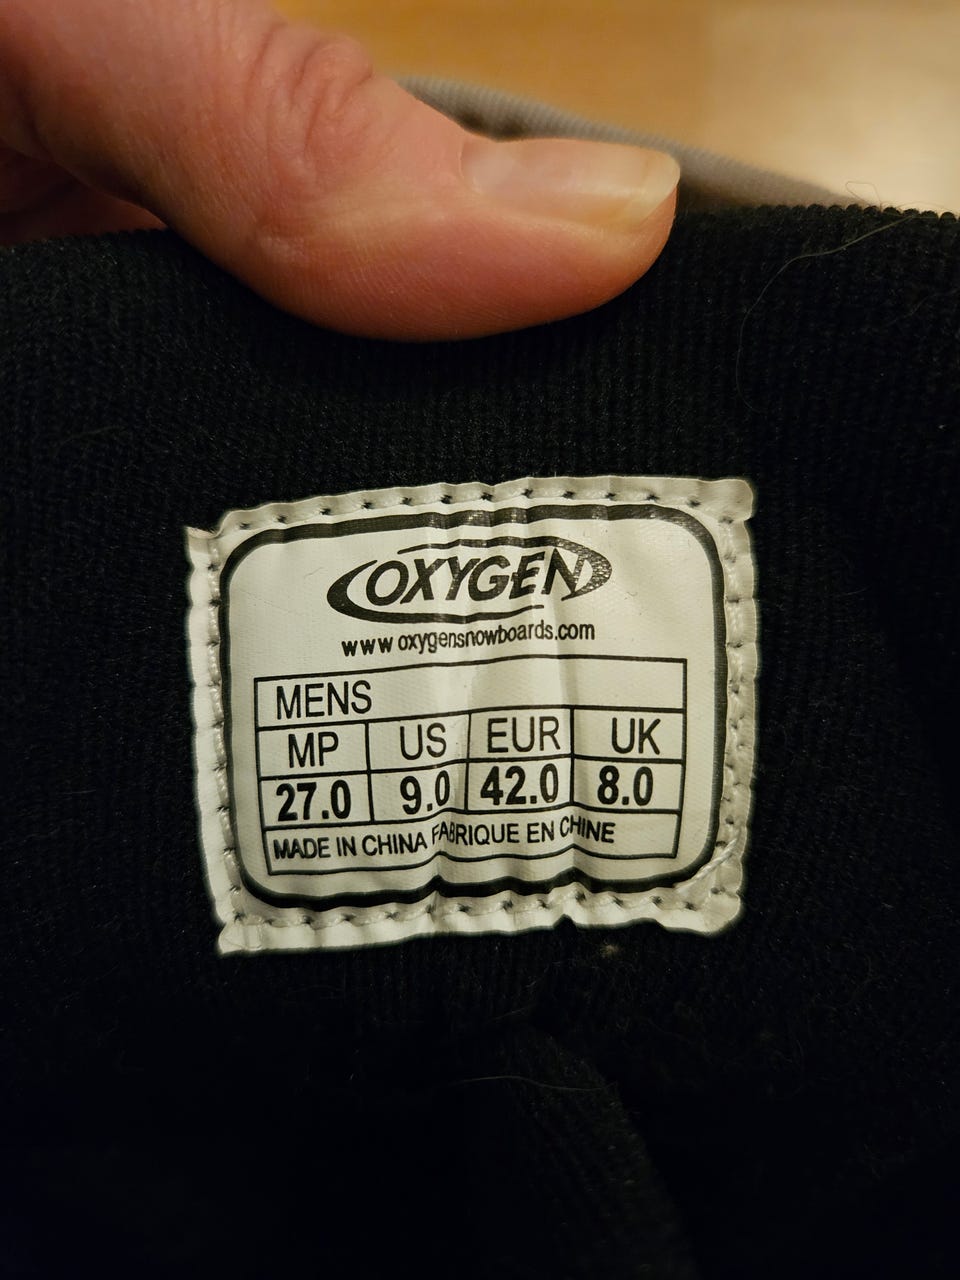 OXYGEN
www.oxygensnowboards.com
MENS
MP US EUR UK
27.0 9.0 42.0 8.0
MADE IN CHINA FABRIQUE EN CHINE